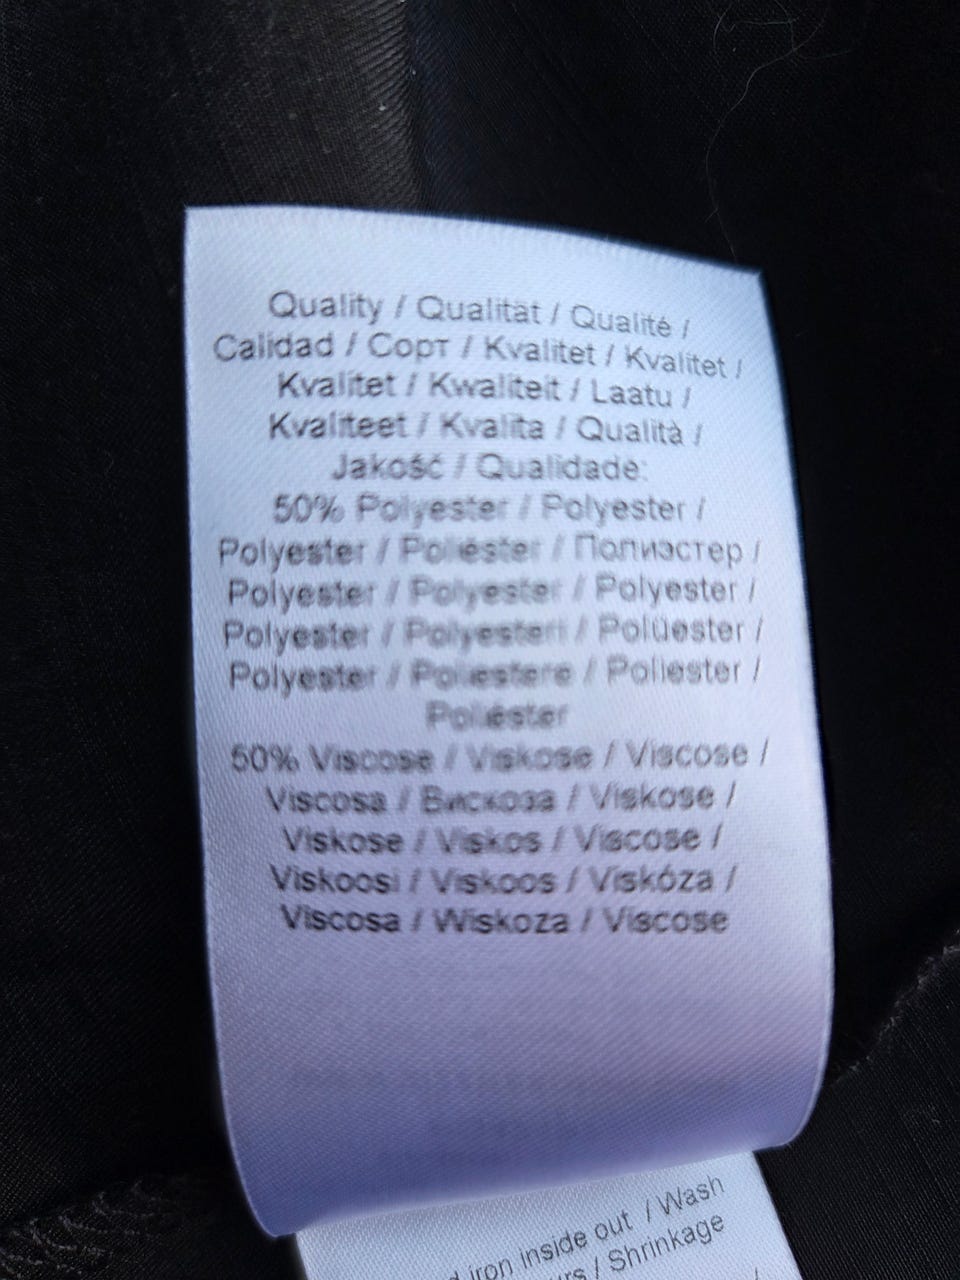 Quality / Qualität / Qualité /
Calidad / Сорт / Kvalitet / Kvalitet /
Kvalitet / Kwaliteit / Laatu /
Kvaliteet / Kvalita / Qualità /
Jakość / Qualidade:
50% Polyester / Polyester /
Polyester / Poliéster / Полиэстер /
Polyester / Polyester / Polyester /
Polyester / Polyesteri / Polüester /
Polyester / Poliestere / Poliester /
Poliéster
50% Viscose / Viskose / Viscose /
Viscosa / Вискоза / Viskose /
Viskose / Viskos / Viscose /
Viskoosi / Viskoos / Viskóza /
Viscosa / Wiskoza / Viscose
iron inside out / Wash
/ Shrinkage